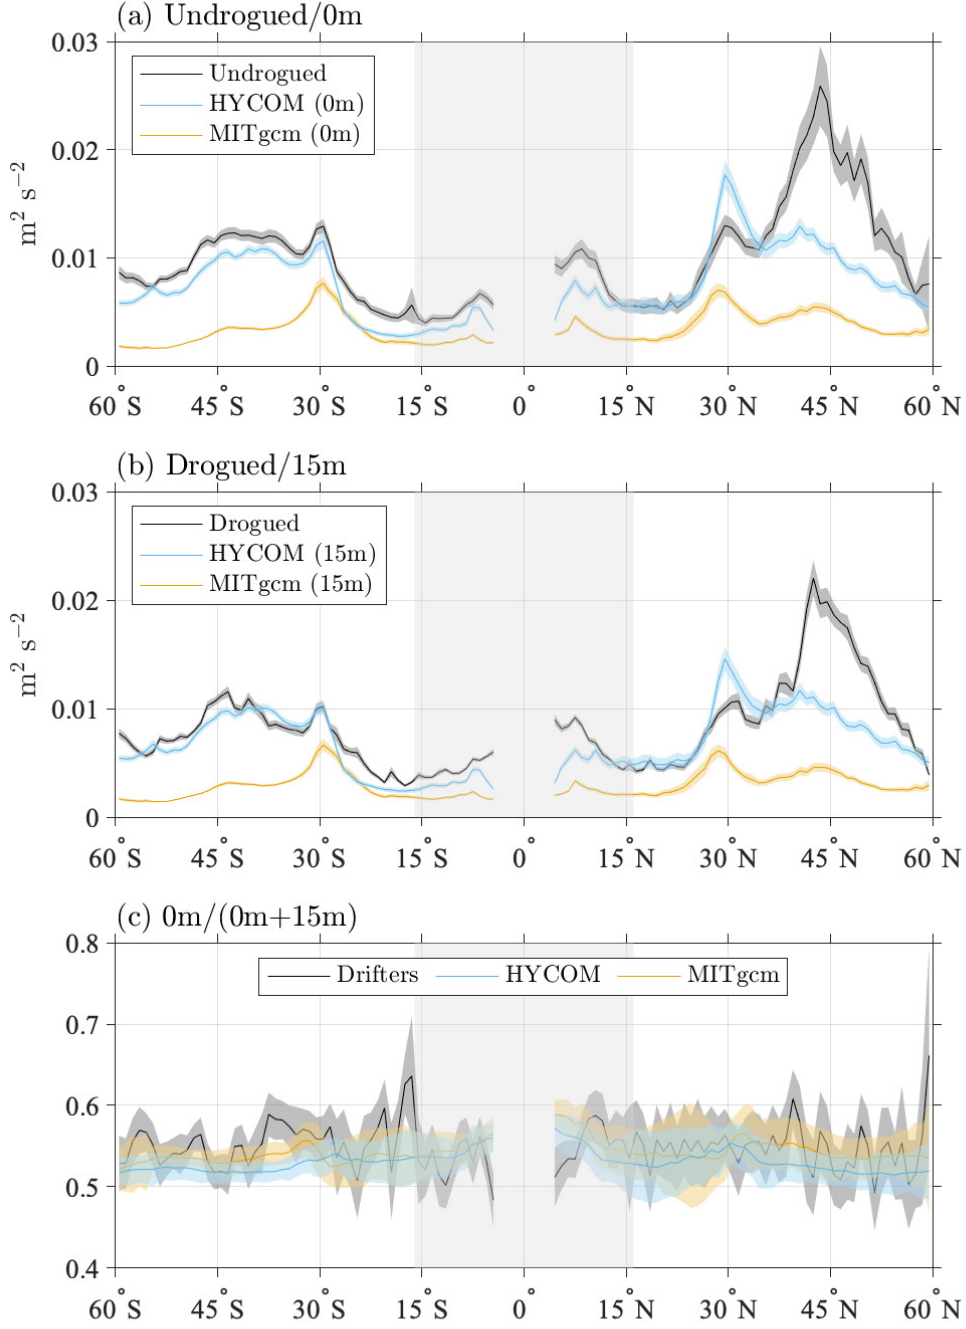 (a) Undrogued/0m
0.03
Undrogued
HYCOM (0m)
MITgcm (0m)
0.02
m² s⁻²
0.01
0
60°S 45°S 30°S 15°S 0° 15°N 30°N 45°N 60°N
(b) Drogued/15m
0.03
Drogued
HYCOM (15m)
MITgcm (15m)
0.02
m² s⁻²
0.01
0
60°S 45°S 30°S 15°S 0° 15°N 30°N 45°N 60°N
(c) 0m/(0m+15m)
0.8
Drifters HYCOM MITgcm
0.7
0.6
0.5
0.4
60°S 45°S 30°S 15°S 0° 15°N 30°N 45°N 60°N